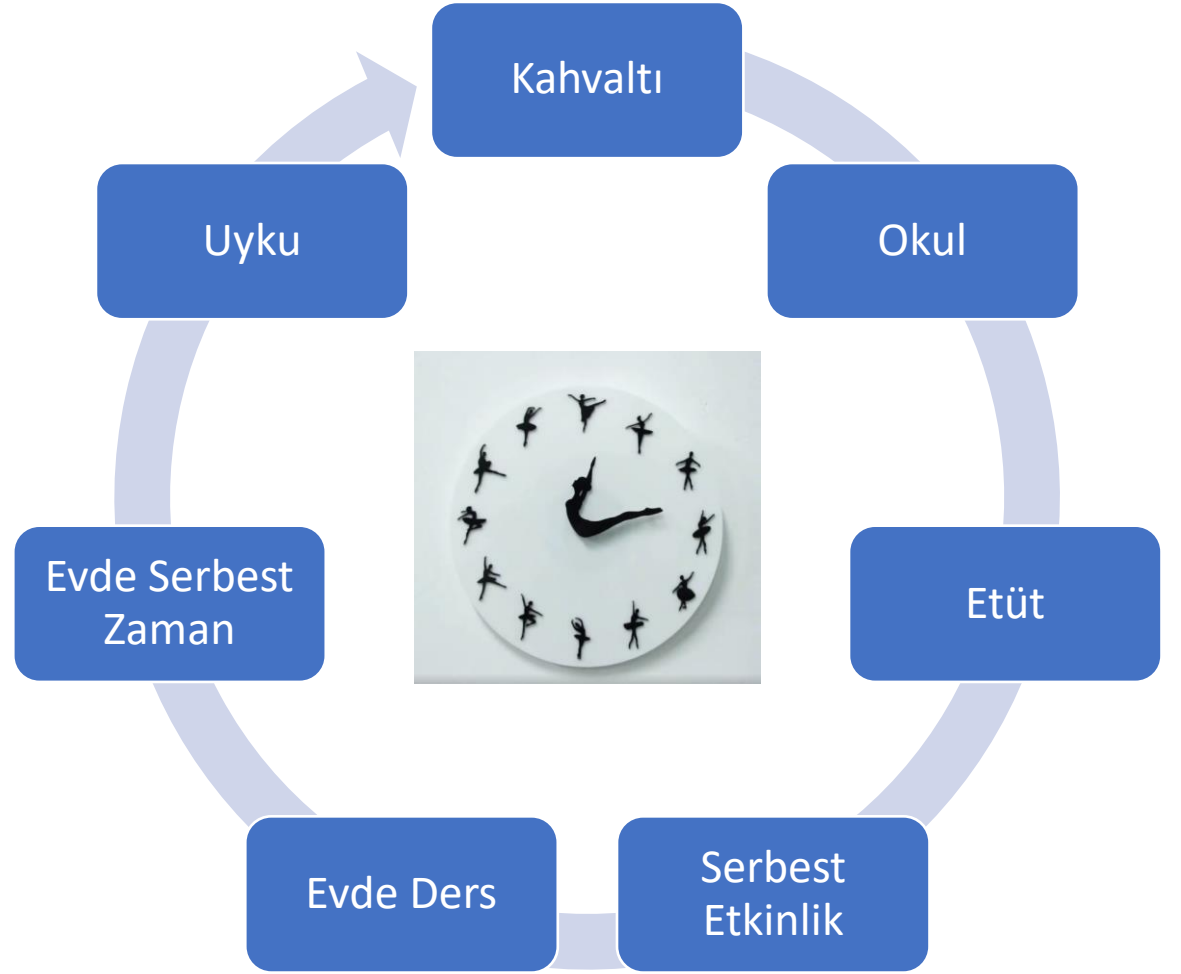 Kahvaltı
Okul
Etüt
Serbest
Etkinlik
Evde Ders
Evde Serbest
Zaman
Uyku